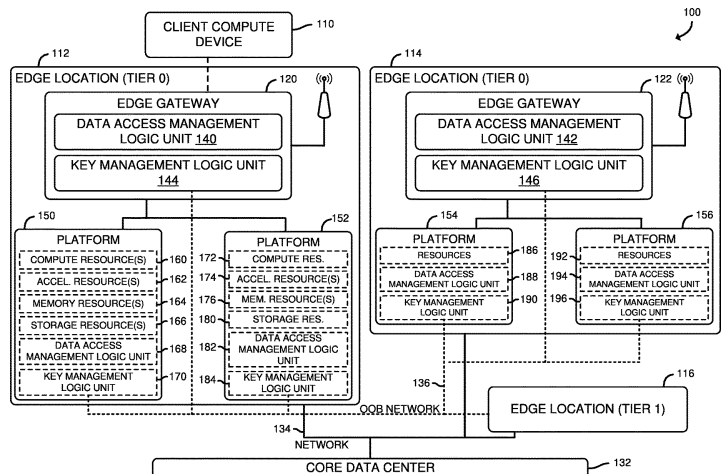 CLIENT COMPUTE
DEVICE
110
100
112
EDGE LOCATION (TIER 0)
120
EDGE GATEWAY
DATA ACCESS MANAGEMENT
LOGIC UNIT 140
KEY MANAGEMENT LOGIC UNIT
144
150
PLATFORM
COMPUTE RESOURCE(S)
160
ACCEL. RESOURCE(S)
162
MEMORY RESOURCE(S)
164
STORAGE RESOURCE(S)
166
DATA ACCESS
MANAGEMENT LOGIC UNIT
168
KEY MANAGEMENT
LOGIC UNIT
170
152
PLATFORM
172
COMPUTE RES.
174
ACCEL. RESOURCE(S)
176
MEM. RESOURCE(S)
180
STORAGE RES.
182
DATA ACCESS
MANAGEMENT LOGIC
UNIT
184
KEY MANAGEMENT
LOGIC UNIT
114
EDGE LOCATION (TIER 0)
122
EDGE GATEWAY
DATA ACCESS MANAGEMENT
LOGIC UNIT 142
KEY MANAGEMENT LOGIC UNIT
146
154
PLATFORM
RESOURCES
186
DATA ACCESS
MANAGEMENT LOGIC UNIT
188
KEY MANAGEMENT
LOGIC UNIT
190
156
PLATFORM
192
RESOURCES
194
DATA ACCESS
MANAGEMENT LOGIC UNIT
196
KEY MANAGEMENT
LOGIC UNIT
136
OOB NETWORK
116
EDGE LOCATION (TIER 1)
134
NETWORK
132
CORE DATA CENTER